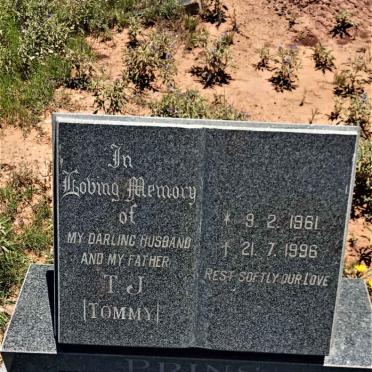 In
Loving Memory
of
MY DARLING HUSBAND
AND MY FATHER
T J
[TOMMY]
* 9. 2. 1961
† 21. 7. 1996
REST SOFTLY OUR LOVE
PRINS